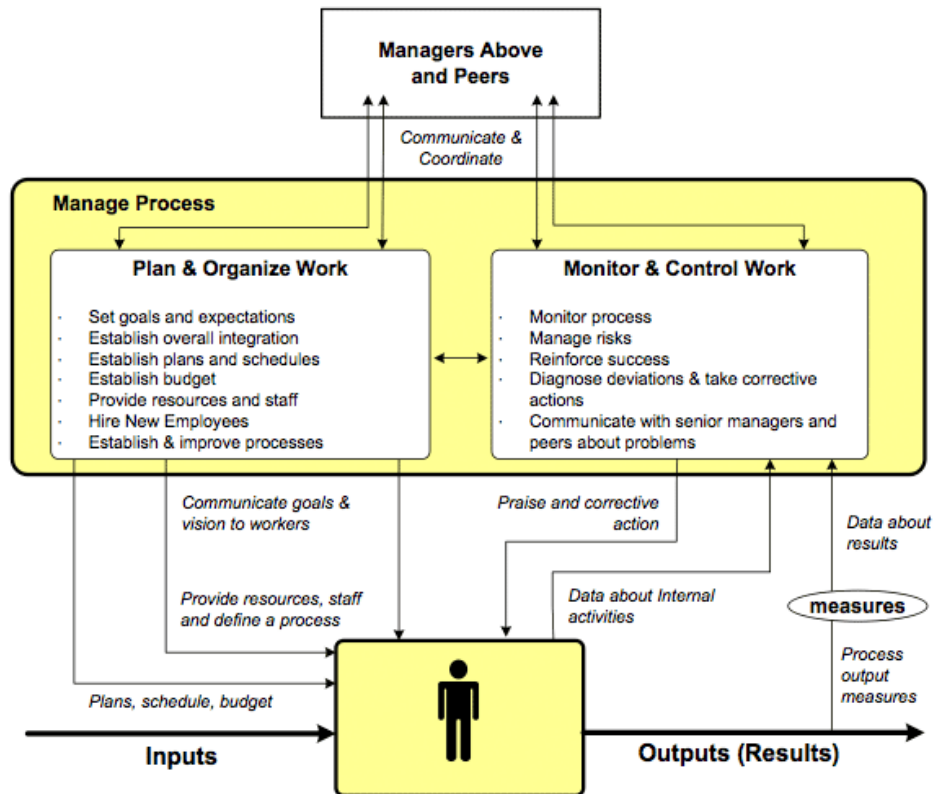 Managers Above
and Peers
Communicate &
Coordinate
Manage Process
Plan & Organize Work
· Set goals and expectations
· Establish overall integration
· Establish plans and schedules
· Establish budget
· Provide resources and staff
· Hire New Employees
· Establish & improve processes
Monitor & Control Work
· Monitor process
· Manage risks
· Reinforce success
· Diagnose deviations & take corrective
actions
· Communicate with senior managers and
peers about problems
Communicate goals &
vision to workers
Praise and corrective
action
Data about
results
Provide resources, staff
and define a process
Data about Internal
activities
measures
Plans, schedule, budget
Process
output
measures
Inputs
Outputs (Results)